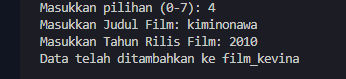 Masukkan pilihan (0-7): 4
Masukkan Judul Film: kiminonawa
Masukkan Tahun Rilis Film: 2010
Data telah ditambahkan ke film_kevina